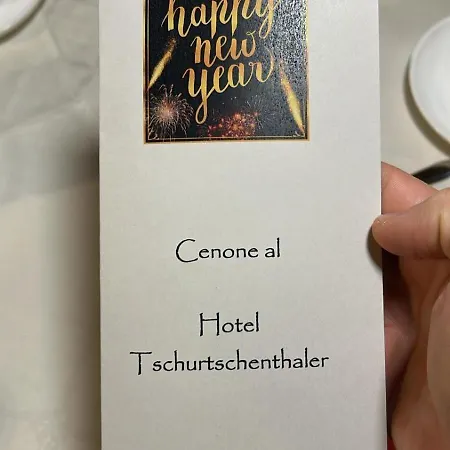 happy
new
year
Cenone al
Hotel
Tschurtschenthaler